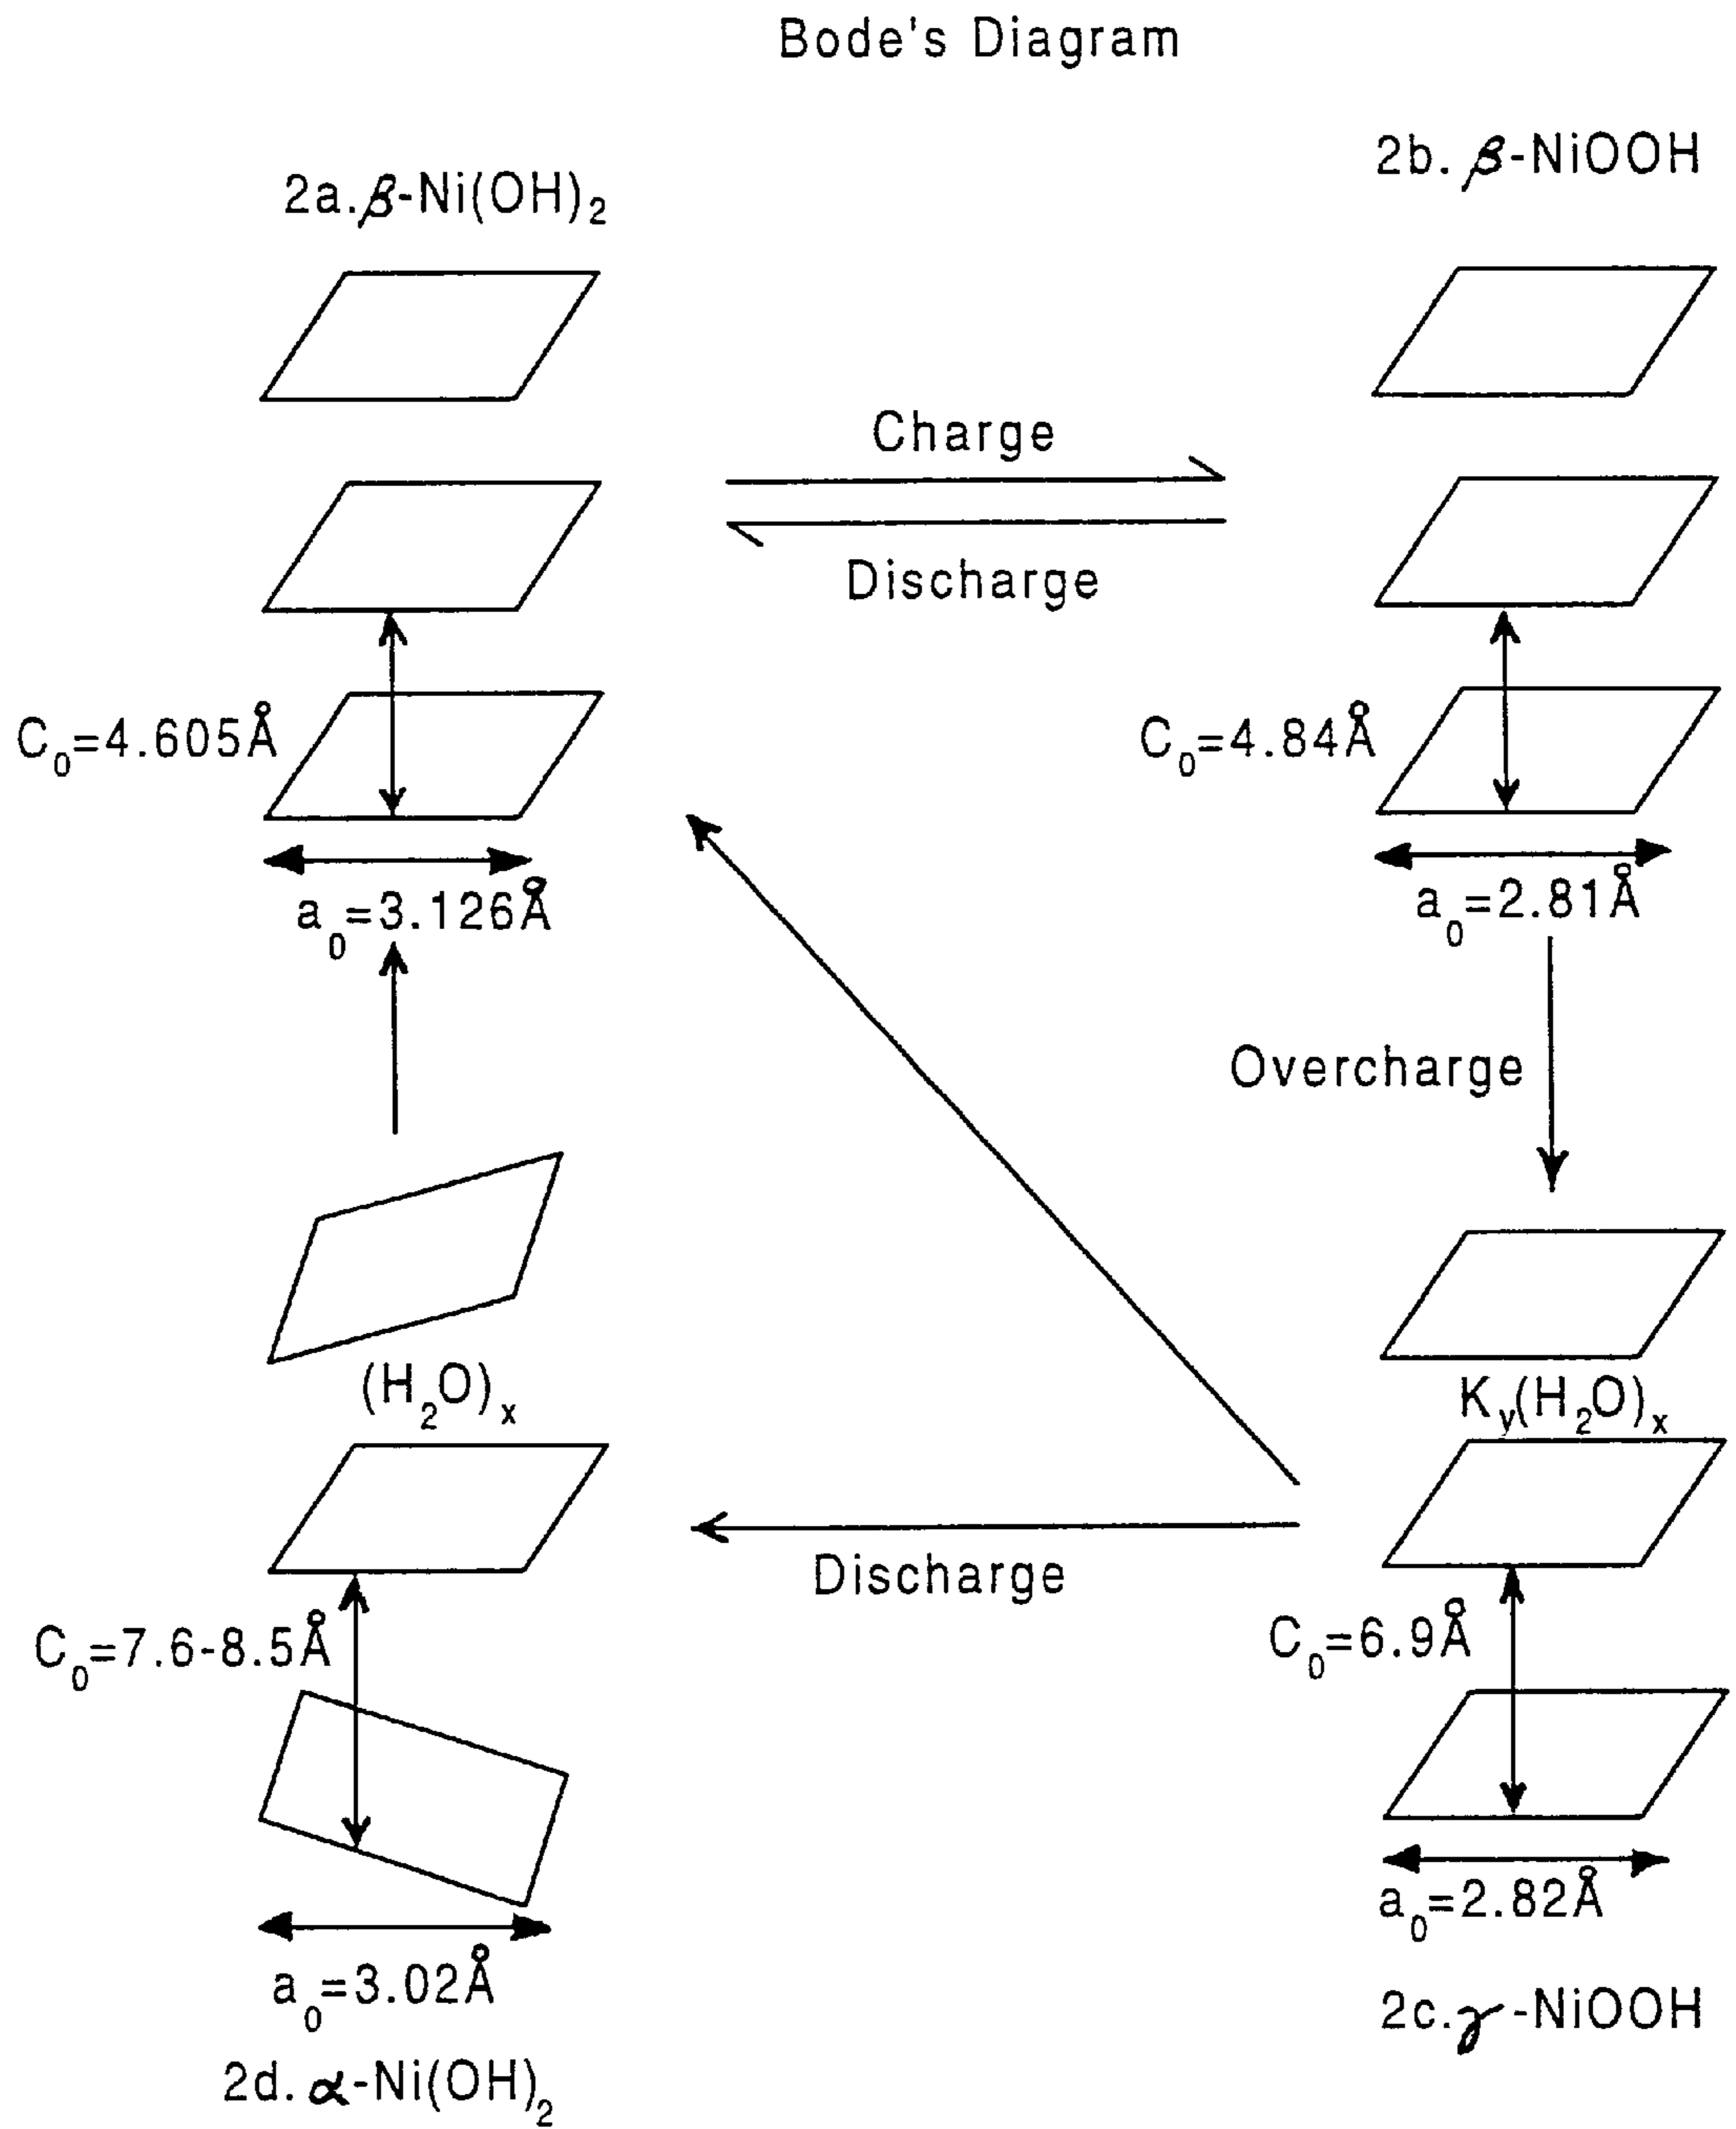 Bode's Diagram
2a. β-Ni(OH)₂
2b. β-NiOOH
Charge
Discharge
C₀=4.605Å
C₀=4.84Å
a₀=3.126Å
a₀=2.81Å
Overcharge
(H₂O)ₓ
Kᵧ(H₂O)ₓ
Discharge
C₀=7.6-8.5Å
C₀=6.9Å
a₀=2.82Å
a₀=3.02Å
2c. γ-NiOOH
2d. α-Ni(OH)₂